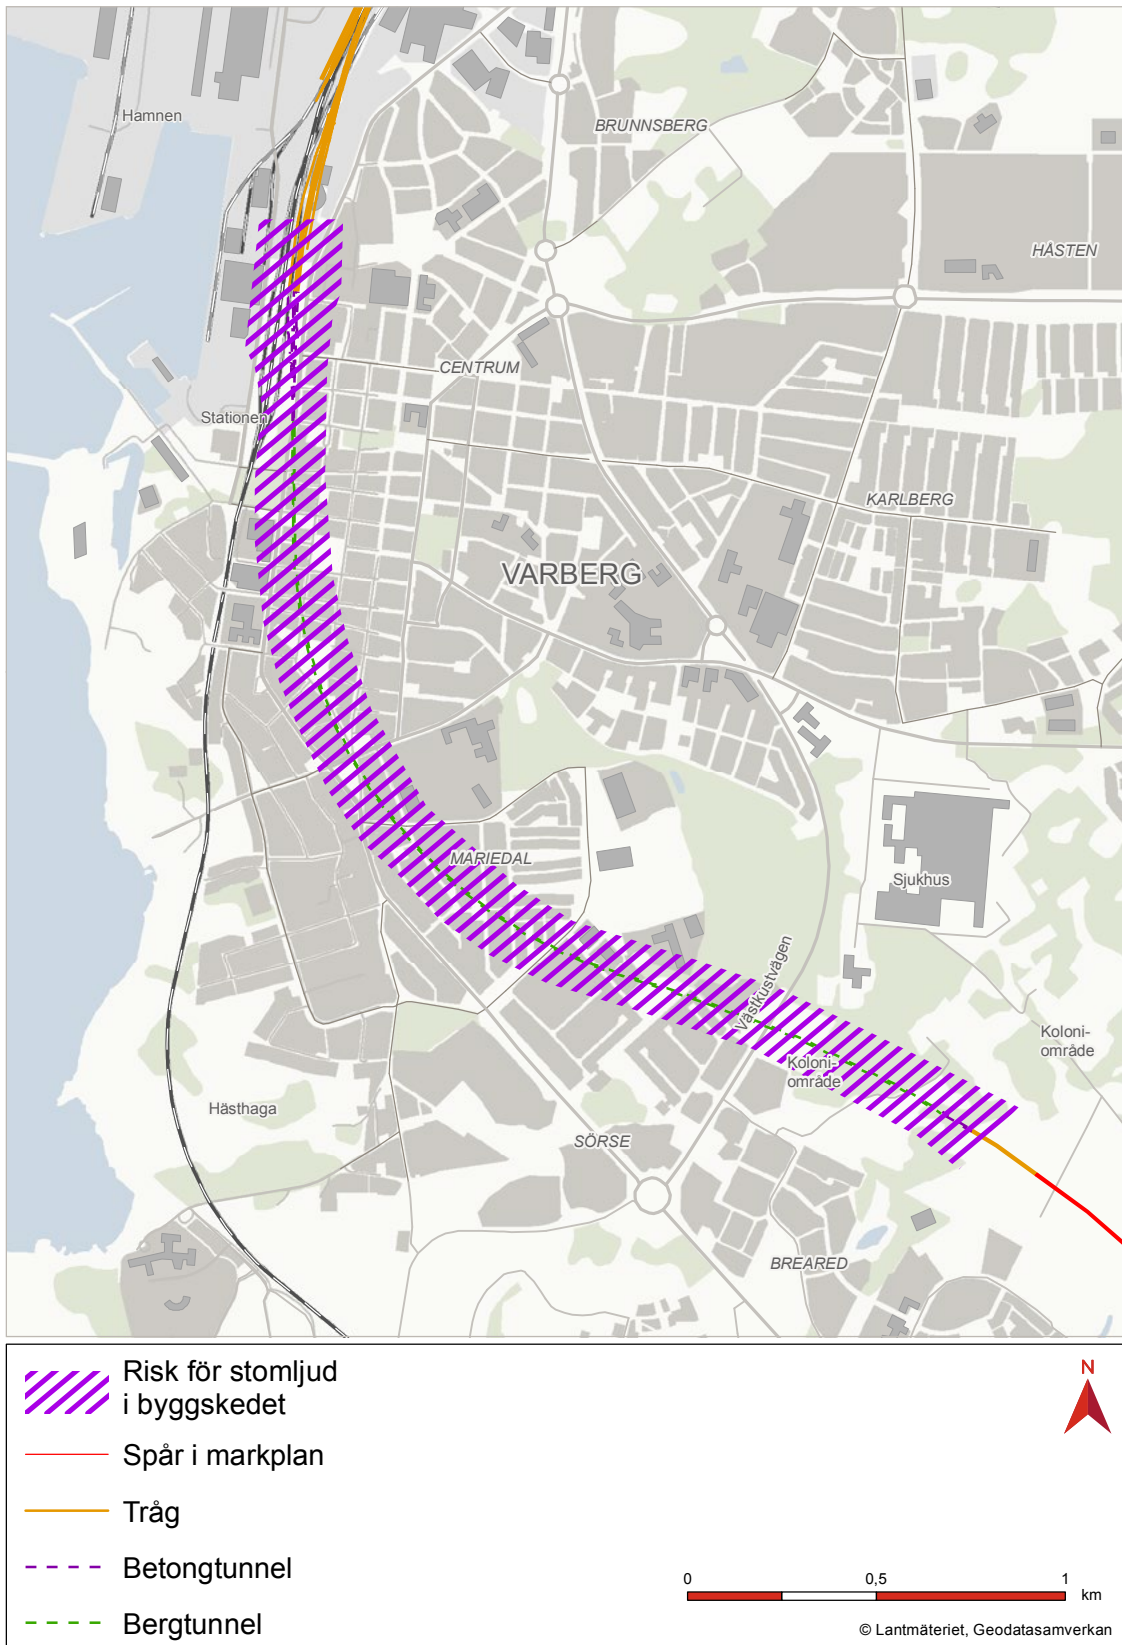 Hamnen
BRUNNSBERG
HÅSTEN
CENTRUM
Stationen
KARLBERG
VARBERG
MARIEDAL
Sjukhus
Västkustvägen
Koloni-
område
Koloni-
område
Hästhaga
SÖRSE
BREARED
Risk för stomljud
i byggskedet
N
Spår i markplan
Tråg
Betongtunnel
0 0,5 1
km
Bergtunnel
© Lantmäteriet, Geodatasamverkan